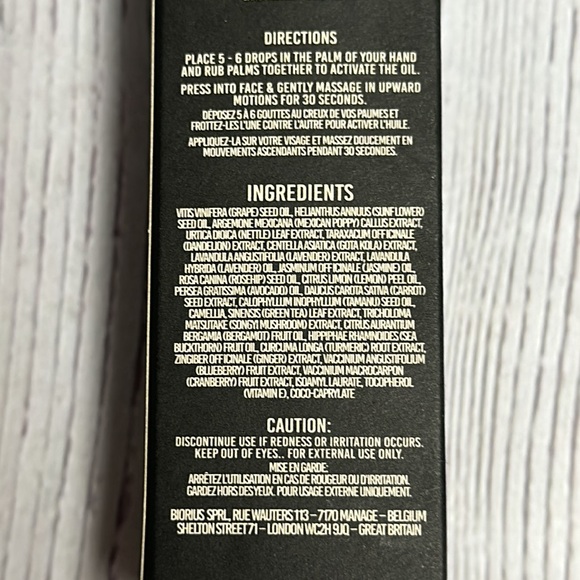 DIRECTIONS
PLACE 5 - 6 DROPS IN THE PALM OF YOUR HAND
AND RUB PALMS TOGETHER TO ACTIVATE THE OIL.
PRESS INTO FACE & GENTLY MASSAGE IN UPWARD
MOTIONS FOR 30 SECONDS.
DÉPOSEZ 5 À 6 GOUTTES AU CREUX DE VOS PAUMES ET
FROTTEZ-LES L'UNE CONTRE L'AUTRE POUR ACTIVER L'HUILE.
APPLIQUEZ-LA SUR VOTRE VISAGE ET MASSEZ DOUCEMENT EN
MOUVEMENTS ASCENDANTS PENDANT 30 SECONDES.
INGREDIENTS
VITIS VINIFERA (GRAPE) SEED OIL, HELIANTHUS ANNUUS (SUNFLOWER)
SEED OIL, ARGEMONE MEXICANA (MEXICAN POPPY) CALLUS EXTRACT,
URTICA DIOICA (NETTLE) LEAF EXTRACT, TARAXACUM OFFICINALE
(DANDELION) EXTRACT, CENTELLA ASIATICA (GOTA KOLA) EXTRACT,
LAVANDULA ANGUSTIFOLIA (LAVENDER) EXTRACT, LAVANDULA
HYBRIDA (LAVENDER) OIL, JASMINUM OFFICINALE (JASMINE) OIL,
ROSA CANINA (ROSEHIP) SEED OIL, CITRUS LIMON (LEMON) PEEL OIL,
PERSEA GRATISSIMA (AVOCADO) OIL, DAUCUS CAROTA SATIVA (CARROT)
SEED EXTRACT, CALOPHYLLUM INOPHYLLUM (TAMANU) SEED OIL,
CAMELLIA, SINENSIS (GREEN TEA) LEAF EXTRACT, TRICHOLOMA
MATSUTAKE (SONGYI MUSHROOM) EXTRACT, CITRUS AURANTIUM
BERGAMIA (BERGAMOT) FRUIT OIL, HIPPIPHAE RHAMNOIDES (SEA
BUCKTHORN) FRUIT OIL, CURCUMA LONGA (TURMERIC) ROOT EXTRACT,
ZINGIBER OFFICINALE (GINGER) EXTRACT, VACCINIUM ANGUSTIFOLIUM
(BLUEBERRY) FRUIT EXTRACT, VACCINIUM MACROCARPON
(CRANBERRY) FRUIT EXTRACT, ISOAMYL LAURATE, TOCOPHEROL
(VITAMIN E), COCO-CAPRYLATE
CAUTION:
DISCONTINUE USE IF REDNESS OR IRRITATION OCCURS.
KEEP OUT OF EYES.. FOR EXTERNAL USE ONLY.
MISE EN GARDE:
ARRÊTEZ L'UTILISATION EN CAS DE ROUGEUR OU D'IRRITATION.
GARDEZ HORS DES YEUX. POUR USAGE EXTERNE UNIQUEMENT.
BIORIUS SPRL, RUE WAUTERS 113 – 7170 MANAGE – BELGIUM
SHELTON STREET 71 – LONDON WC2H 9JQ – GREAT BRITAIN